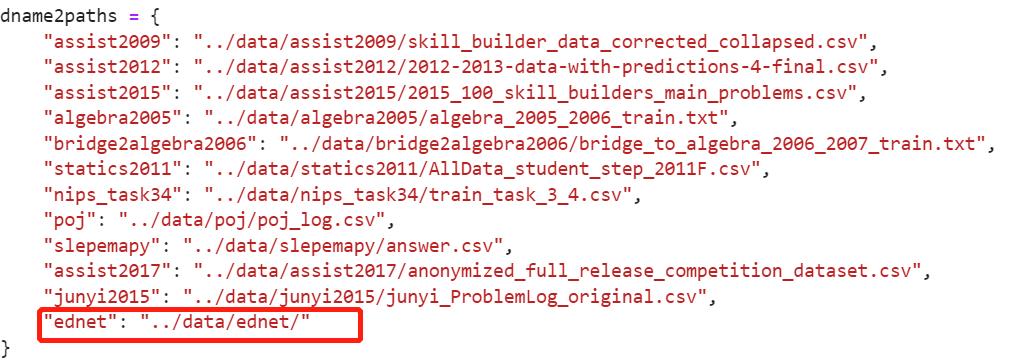 dname2paths = {
    "assist2009": "../data/assist2009/skill_builder_data_corrected_collapsed.csv",
    "assist2012": "../data/assist2012/2012-2013-data-with-predictions-4-final.csv",
    "assist2015": "../data/assist2015/2015_100_skill_builders_main_problems.csv",
    "algebra2005": "../data/algebra2005/algebra_2005_2006_train.txt",
    "bridge2algebra2006": "../data/bridge2algebra2006/bridge_to_algebra_2006_2007_train.txt",
    "statics2011": "../data/statics2011/AllData_student_step_2011F.csv",
    "nips_task34": "../data/nips_task34/train_task_3_4.csv",
    "poj": "../data/poj/poj_log.csv",
    "slepemapy": "../data/slepemapy/answer.csv",
    "assist2017": "../data/assist2017/anonymized_full_release_competition_dataset.csv",
    "junyi2015": "../data/junyi2015/junyi_ProblemLog_original.csv",
    "ednet": "../data/ednet/"
}